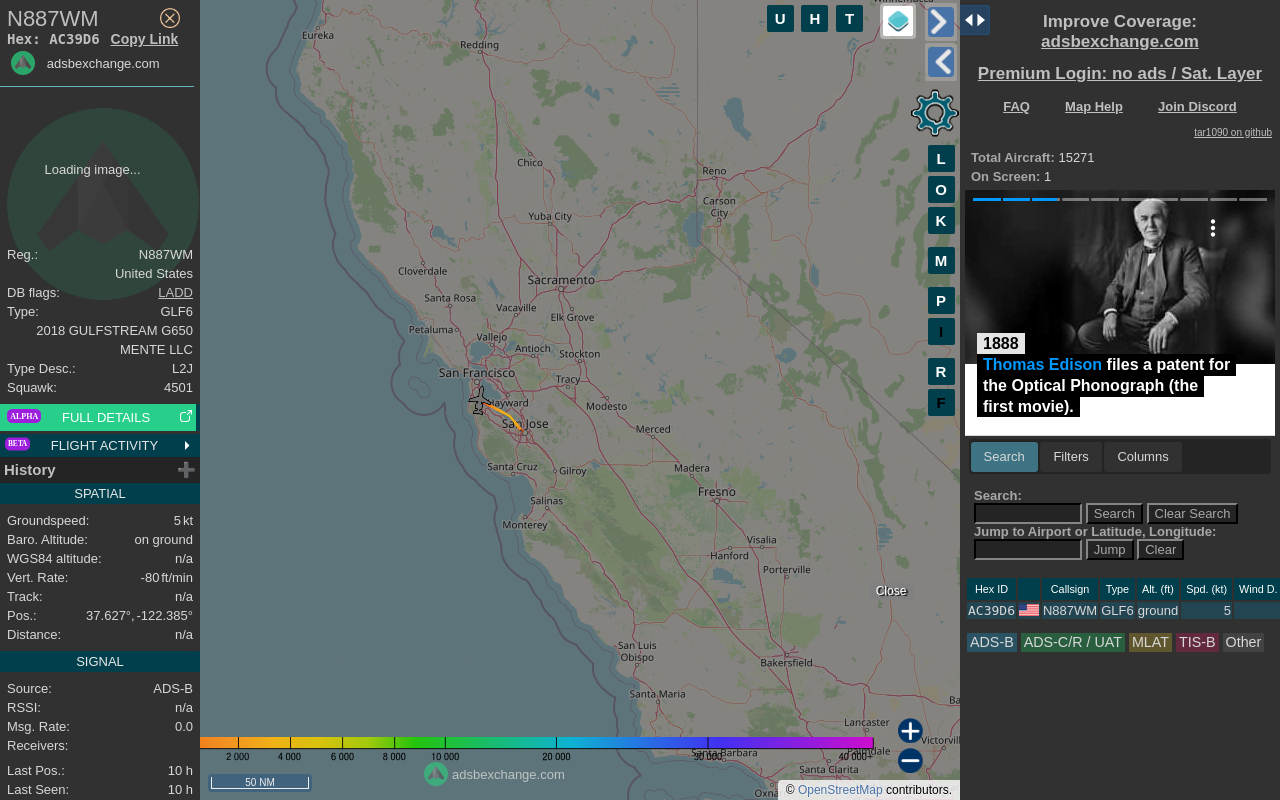 N887WM
Hex: AC39D6 Copy Link
adsbexchange.com
Loading image...
Reg.: N887WM
United States
DB flags: LADD
Type: GLF6
2018 GULFSTREAM G650
MENTE LLC
Type Desc.: L2J
Squawk: 4501
ALPHA FULL DETAILS
BETA FLIGHT ACTIVITY
History
SPATIAL
Groundspeed: 5 kt
Baro. Altitude: on ground
WGS84 altitude: n/a
Vert. Rate: -80 ft/min
Track: n/a
Pos.: 37.627°, -122.385°
Distance: n/a
SIGNAL
Source: ADS-B
RSSI: n/a
Msg. Rate: 0.0
Receivers:
Last Pos.: 10 h
Last Seen: 10 h
Eureka
Redding
Chico
Reno
Carson City
Yuba City
Cloverdale
Sacramento
Santa Rosa
Vacaville
Elk Grove
Petaluma
Vallejo
Antioch
Stockton
San Francisco
Tracy
Hayward
Modesto
San Jose
Merced
Santa Cruz
Gilroy
Madera
Salinas
Fresno
Monterey
Visalia
Hanford
Porterville
San Luis Obispo
Bakersfield
Santa Maria
Lancaster
Santa Barbara
Palmdale
Santa Clarita
U H T
L
O
K
M
P
I
R
F
Close
2 000 4 000 6 000 8 000 10 000 20 000 30 000 40 000+
50 NM
adsbexchange.com
© OpenStreetMap contributors.
Improve Coverage:
adsbexchange.com
Premium Login: no ads / Sat. Layer
FAQ Map Help Join Discord
tar1090 on github
Total Aircraft: 15271
On Screen: 1
1888
Thomas Edison files a patent for
the Optical Phonograph (the
first movie).
Search Filters Columns
Search:
Search Clear Search
Jump to Airport or Latitude, Longitude:
Jump Clear
Hex ID Callsign Type Alt. (ft) Spd. (kt) Wind D.
AC39D6 N887WM GLF6 ground 5
ADS-B ADS-C/R / UAT MLAT TIS-B Other